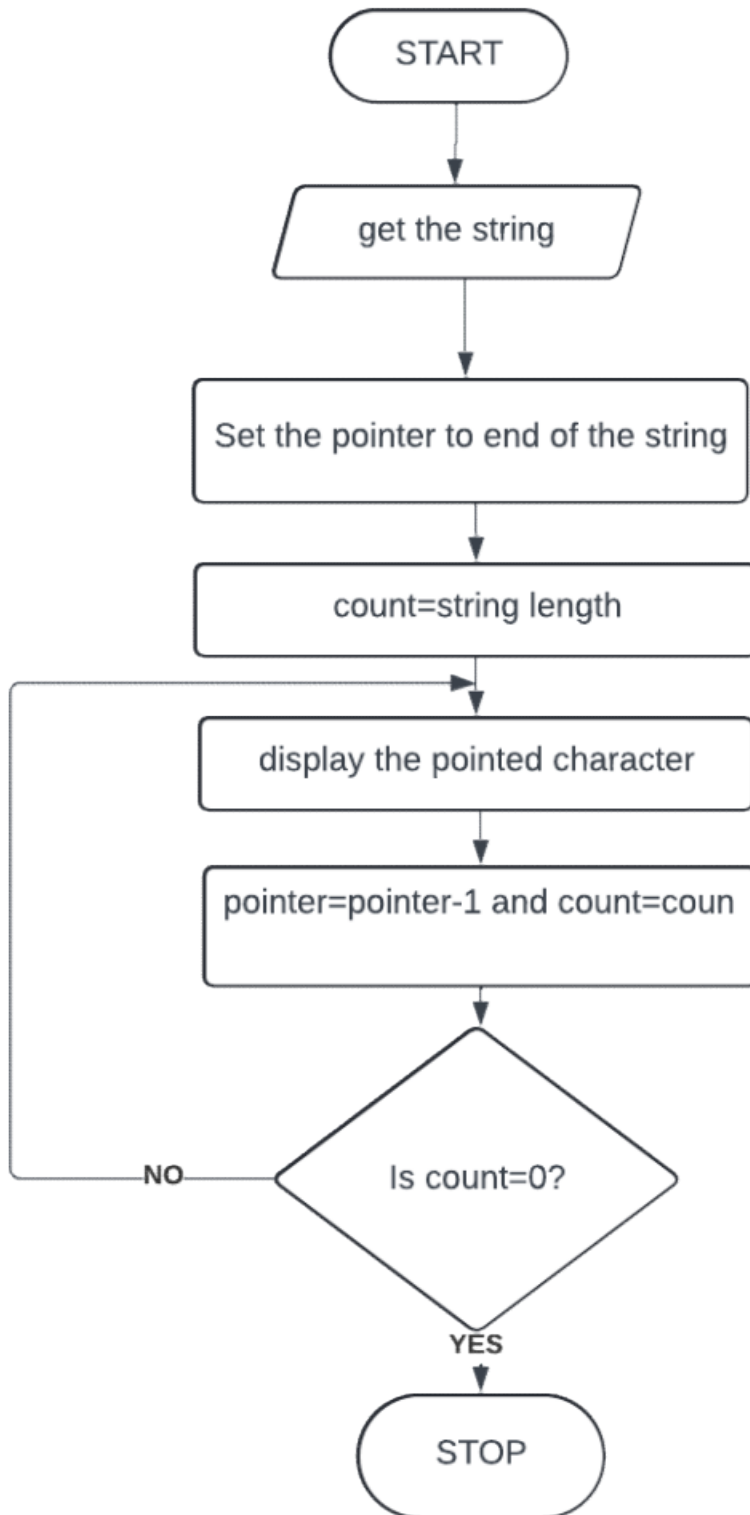 START
get the string
Set the pointer to end of the string
count=string length
display the pointed character
pointer=pointer-1 and count=coun
Is count=0?
NO
YES
STOP